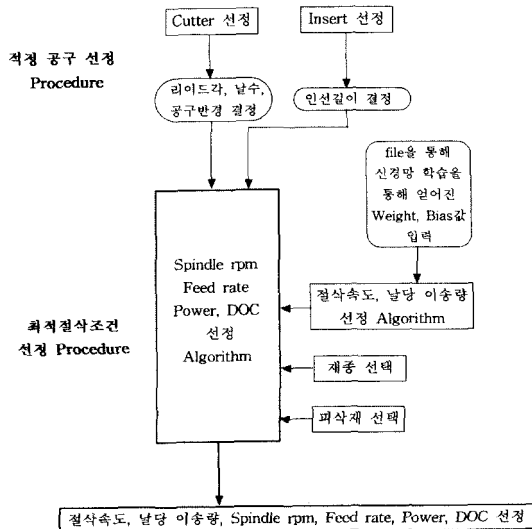 Cutter 선정
Insert 선정
적정 공구 선정
Procedure
리이드각, 날수,
공구반경 결정
인선길이 결정
file을 통해
신경망 학습을
통해 얻어진
Weight, Bias값
입력
Spindle rpm
Feed rate
Power, DOC
선정
Algorithm
절삭속도, 날당 이송량
선정 Algorithm
최적절삭조건
선정 Procedure
재종 선택
피삭재 선택
절삭속도, 날당 이송량, Spindle rpm, Feed rate, Power, DOC 선정